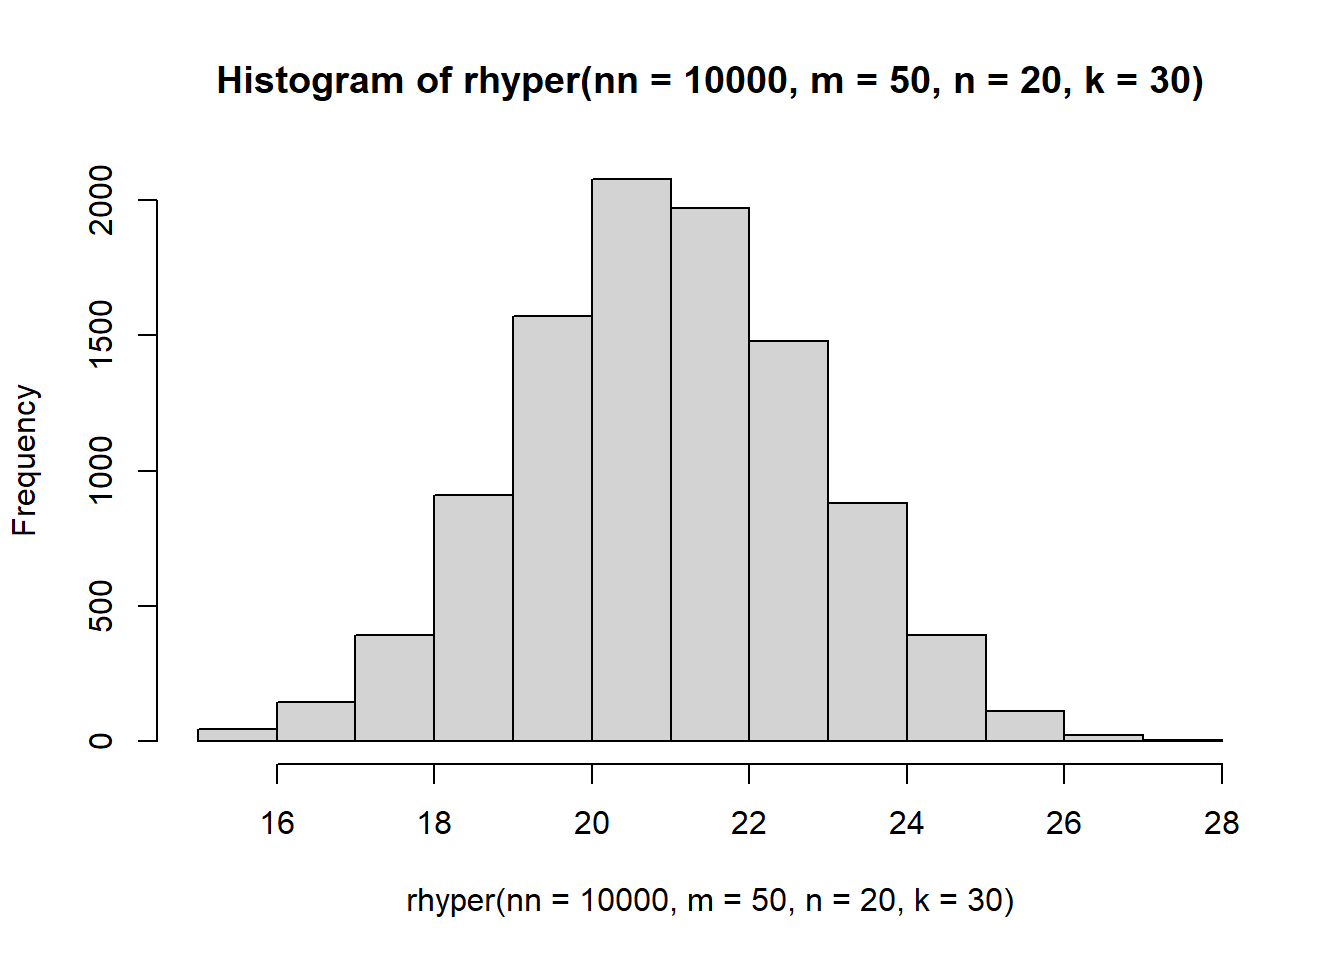 Histogram of rhyper(nn = 10000, m = 50, n = 20, k = 30)
Frequency
2000
1500
1000
500
0
16 18 20 22 24 26 28
rhyper(nn = 10000, m = 50, n = 20, k = 30)